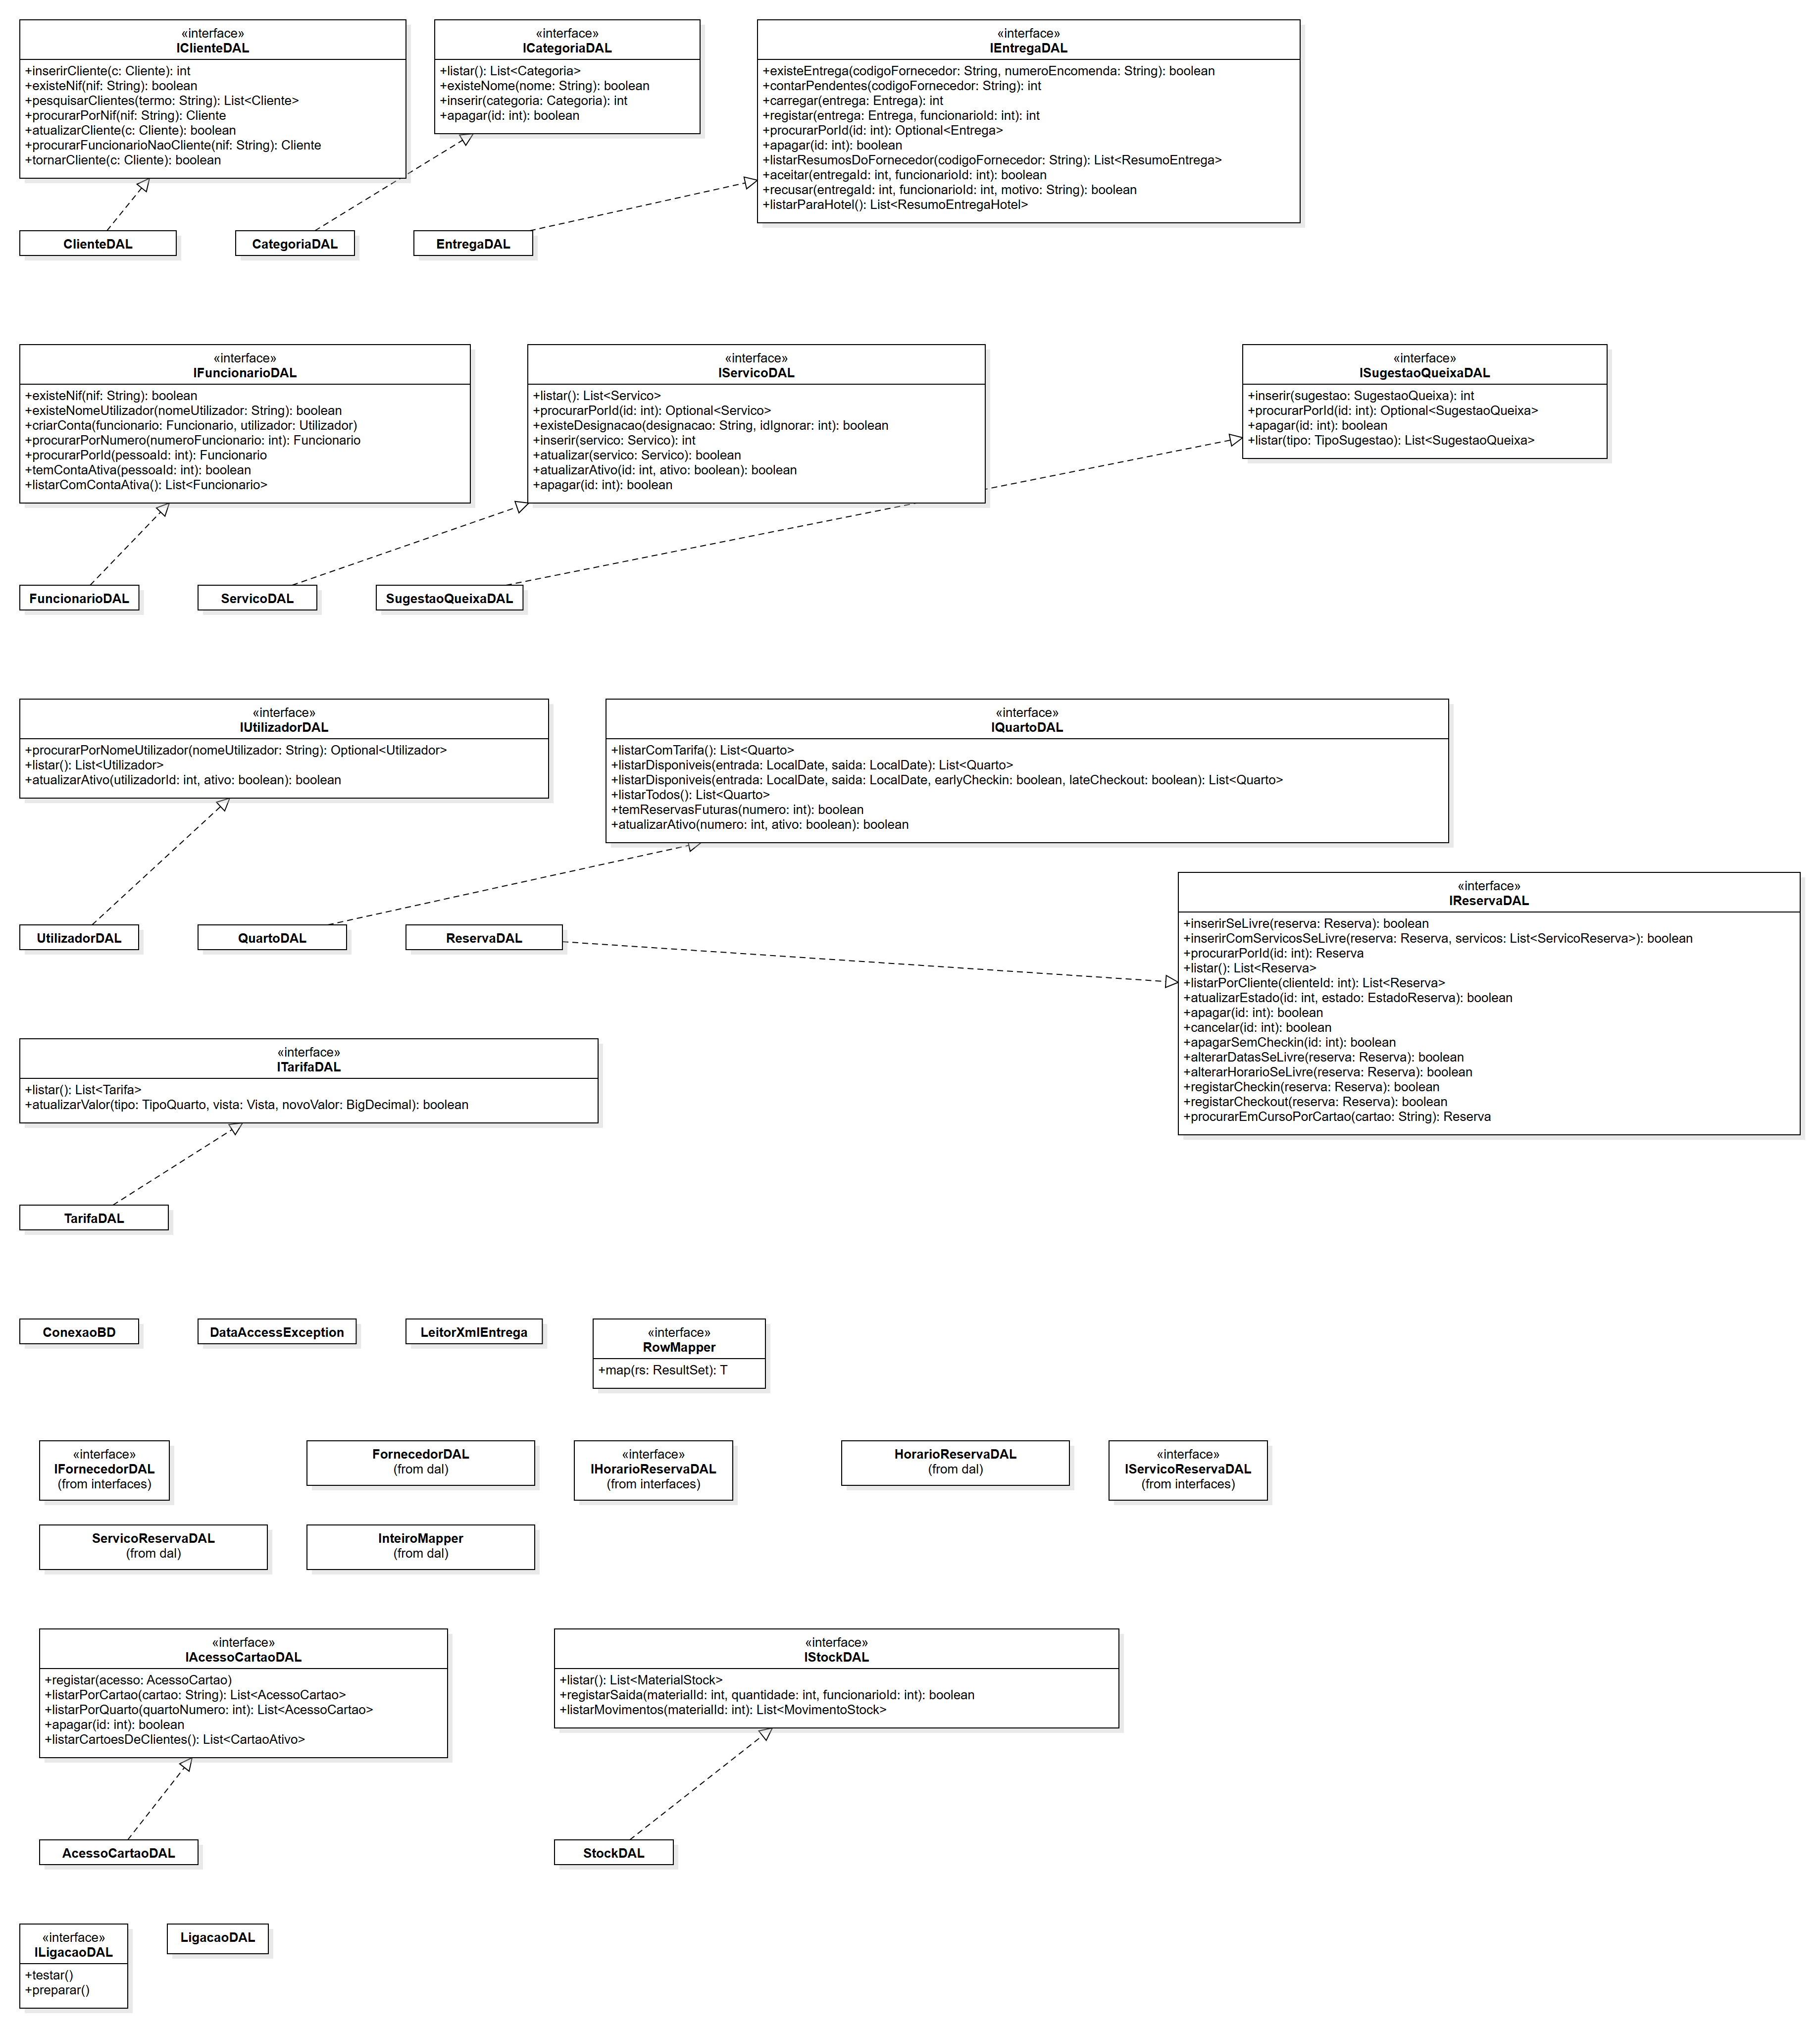 «interface»
IClienteDAL
+inserirCliente(c: Cliente): int
+existeNif(nif: String): boolean
+pesquisarClientes(termo: String): List<Cliente>
+procurarPorNif(nif: String): Cliente
+atualizarCliente(c: Cliente): boolean
+procurarFuncionarioNaoCliente(nif: String): Cliente
+tornarCliente(c: Cliente): boolean
«interface»
ICategoriaDAL
+listar(): List<Categoria>
+existeNome(nome: String): boolean
+inserir(categoria: Categoria): int
+apagar(id: int): boolean
«interface»
IEntregaDAL
+existeEntrega(codigoFornecedor: String, numeroEncomenda: String): boolean
+contarPendentes(codigoFornecedor: String): int
+carregar(entrega: Entrega): int
+registar(entrega: Entrega, funcionarioId: int): int
+procurarPorId(id: int): Optional<Entrega>
+apagar(id: int): boolean
+listarResumosDoFornecedor(codigoFornecedor: String): List<ResumoEntrega>
+aceitar(entregaId: int, funcionarioId: int): boolean
+recusar(entregaId: int, funcionarioId: int, motivo: String): boolean
+listarParaHotel(): List<ResumoEntregaHotel>
ClienteDAL
CategoriaDAL
EntregaDAL
«interface»
IFuncionarioDAL
+existeNif(nif: String): boolean
+existeNomeUtilizador(nomeUtilizador: String): boolean
+criarConta(funcionario: Funcionario, utilizador: Utilizador)
+procurarPorNumero(numeroFuncionario: int): Funcionario
+procurarPorId(pessoaId: int): Funcionario
+temContaAtiva(pessoaId: int): boolean
+listarComContaAtiva(): List<Funcionario>
«interface»
IServicoDAL
+listar(): List<Servico>
+procurarPorId(id: int): Optional<Servico>
+existeDesignacao(designacao: String, idIgnorar: int): boolean
+inserir(servico: Servico): int
+atualizar(servico: Servico): boolean
+atualizarAtivo(id: int, ativo: boolean): boolean
+apagar(id: int): boolean
«interface»
ISugestaoQueixaDAL
+inserir(sugestao: SugestaoQueixa): int
+procurarPorId(id: int): Optional<SugestaoQueixa>
+apagar(id: int): boolean
+listar(tipo: TipoSugestao): List<SugestaoQueixa>
FuncionarioDAL
ServicoDAL
SugestaoQueixaDAL
«interface»
IUtilizadorDAL
+procurarPorNomeUtilizador(nomeUtilizador: String): Optional<Utilizador>
+listar(): List<Utilizador>
+atualizarAtivo(utilizadorId: int, ativo: boolean): boolean
«interface»
IQuartoDAL
+listarComTarifa(): List<Quarto>
+listarDisponiveis(entrada: LocalDate, saida: LocalDate): List<Quarto>
+listarDisponiveis(entrada: LocalDate, saida: LocalDate, earlyCheckin: boolean, lateCheckout: boolean): List<Quarto>
+listarTodos(): List<Quarto>
+temReservasFuturas(numero: int): boolean
+atualizarAtivo(numero: int, ativo: boolean): boolean
UtilizadorDAL
QuartoDAL
ReservaDAL
«interface»
IReservaDAL
+inserirSeLivre(reserva: Reserva): boolean
+inserirComServicosSeLivre(reserva: Reserva, servicos: List<ServicoReserva>): boolean
+procurarPorId(id: int): Reserva
+listar(): List<Reserva>
+listarPorCliente(clienteId: int): List<Reserva>
+atualizarEstado(id: int, estado: EstadoReserva): boolean
+apagar(id: int): boolean
+cancelar(id: int): boolean
+apagarSemCheckin(id: int): boolean
+alterarDatasSeLivre(reserva: Reserva): boolean
+alterarHorarioSeLivre(reserva: Reserva): boolean
+registarCheckin(reserva: Reserva): boolean
+registarCheckout(reserva: Reserva): boolean
+procurarEmCursoPorCartao(cartao: String): Reserva
«interface»
ITarifaDAL
+listar(): List<Tarifa>
+atualizarValor(tipo: TipoQuarto, vista: Vista, novoValor: BigDecimal): boolean
TarifaDAL
ConexaoBD
DataAccessException
LeitorXmlEntrega
«interface»
RowMapper
+map(rs: ResultSet): T
«interface»
IFornecedorDAL
(from interfaces)
FornecedorDAL
(from dal)
«interface»
IHorarioReservaDAL
(from interfaces)
HorarioReservaDAL
(from dal)
«interface»
IServicoReservaDAL
(from interfaces)
ServicoReservaDAL
(from dal)
InteiroMapper
(from dal)
«interface»
IAcessoCartaoDAL
+registar(acesso: AcessoCartao)
+listarPorCartao(cartao: String): List<AcessoCartao>
+listarPorQuarto(quartoNumero: int): List<AcessoCartao>
+apagar(id: int): boolean
+listarCartoesDeClientes(): List<CartaoAtivo>
«interface»
IStockDAL
+listar(): List<MaterialStock>
+registarSaida(materialId: int, quantidade: int, funcionarioId: int): boolean
+listarMovimentos(materialId: int): List<MovimentoStock>
AcessoCartaoDAL
StockDAL
«interface»
ILigacaoDAL
+testar()
+preparar()
LigacaoDAL